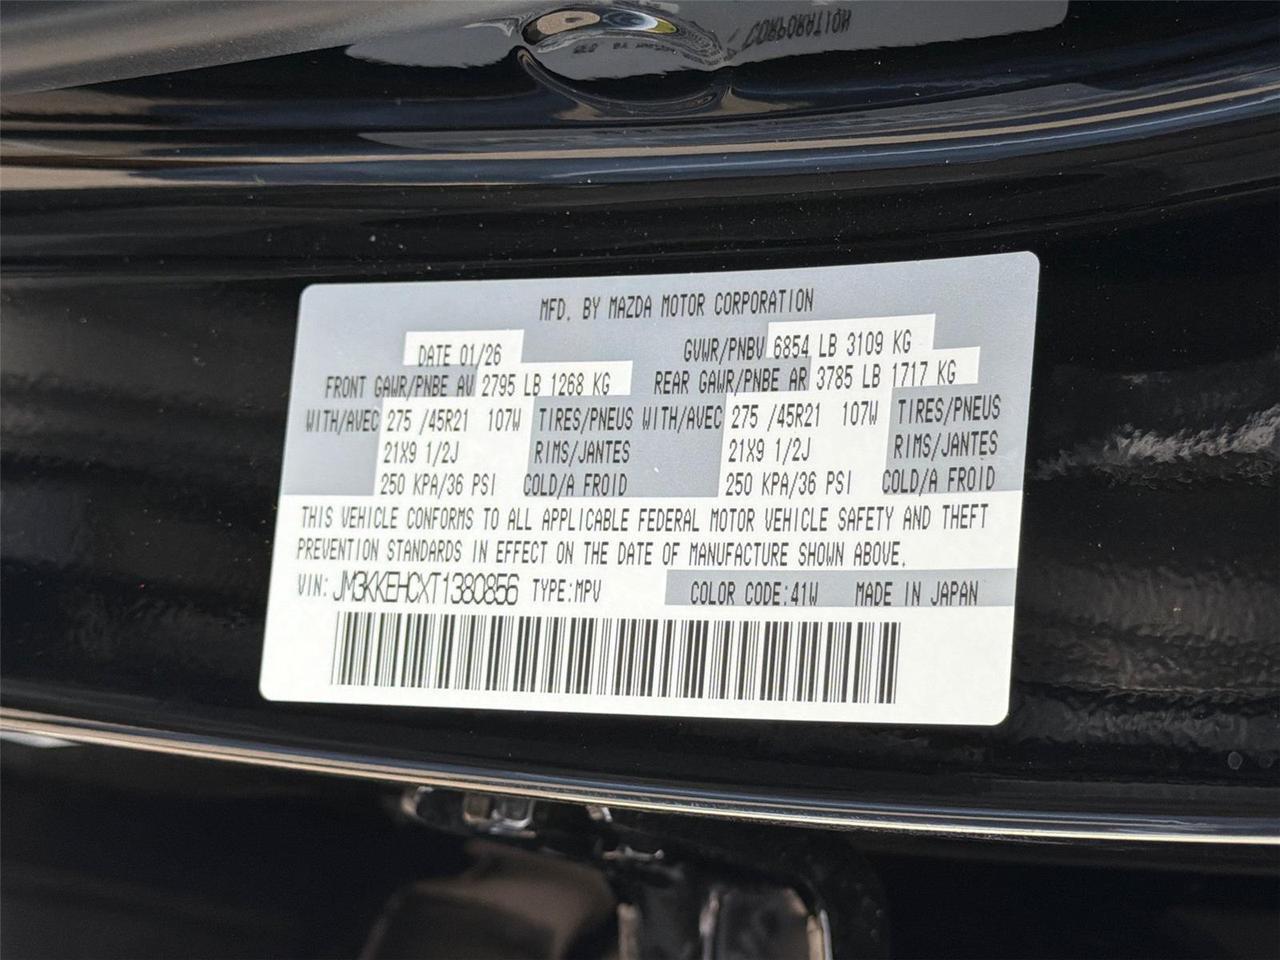 CORPORATION
MFD. BY MAZDA MOTOR CORPORATION
DATE 01/26 GVWR/PNBV 6854 LB 3109 KG
FRONT GAWR/PNBE AV 2795 LB 1268 KG REAR GAWR/PNBE AR 3785 LB 1717 KG
WITH/AVEC 275 /45R21 107W TIRES/PNEUS WITH/AVEC 275 /45R21 107W TIRES/PNEUS
21X9 1/2J RIMS/JANTES 21X9 1/2J RIMS/JANTES
250 KPA/36 PSI COLD/A FROID 250 KPA/36 PSI COLD/A FROID
THIS VEHICLE CONFORMS TO ALL APPLICABLE FEDERAL MOTOR VEHICLE SAFETY AND THEFT
PREVENTION STANDARDS IN EFFECT ON THE DATE OF MANUFACTURE SHOWN ABOVE.
VIN: JM3KKEHCXT1380856 TYPE:MPV COLOR CODE:41W MADE IN JAPAN